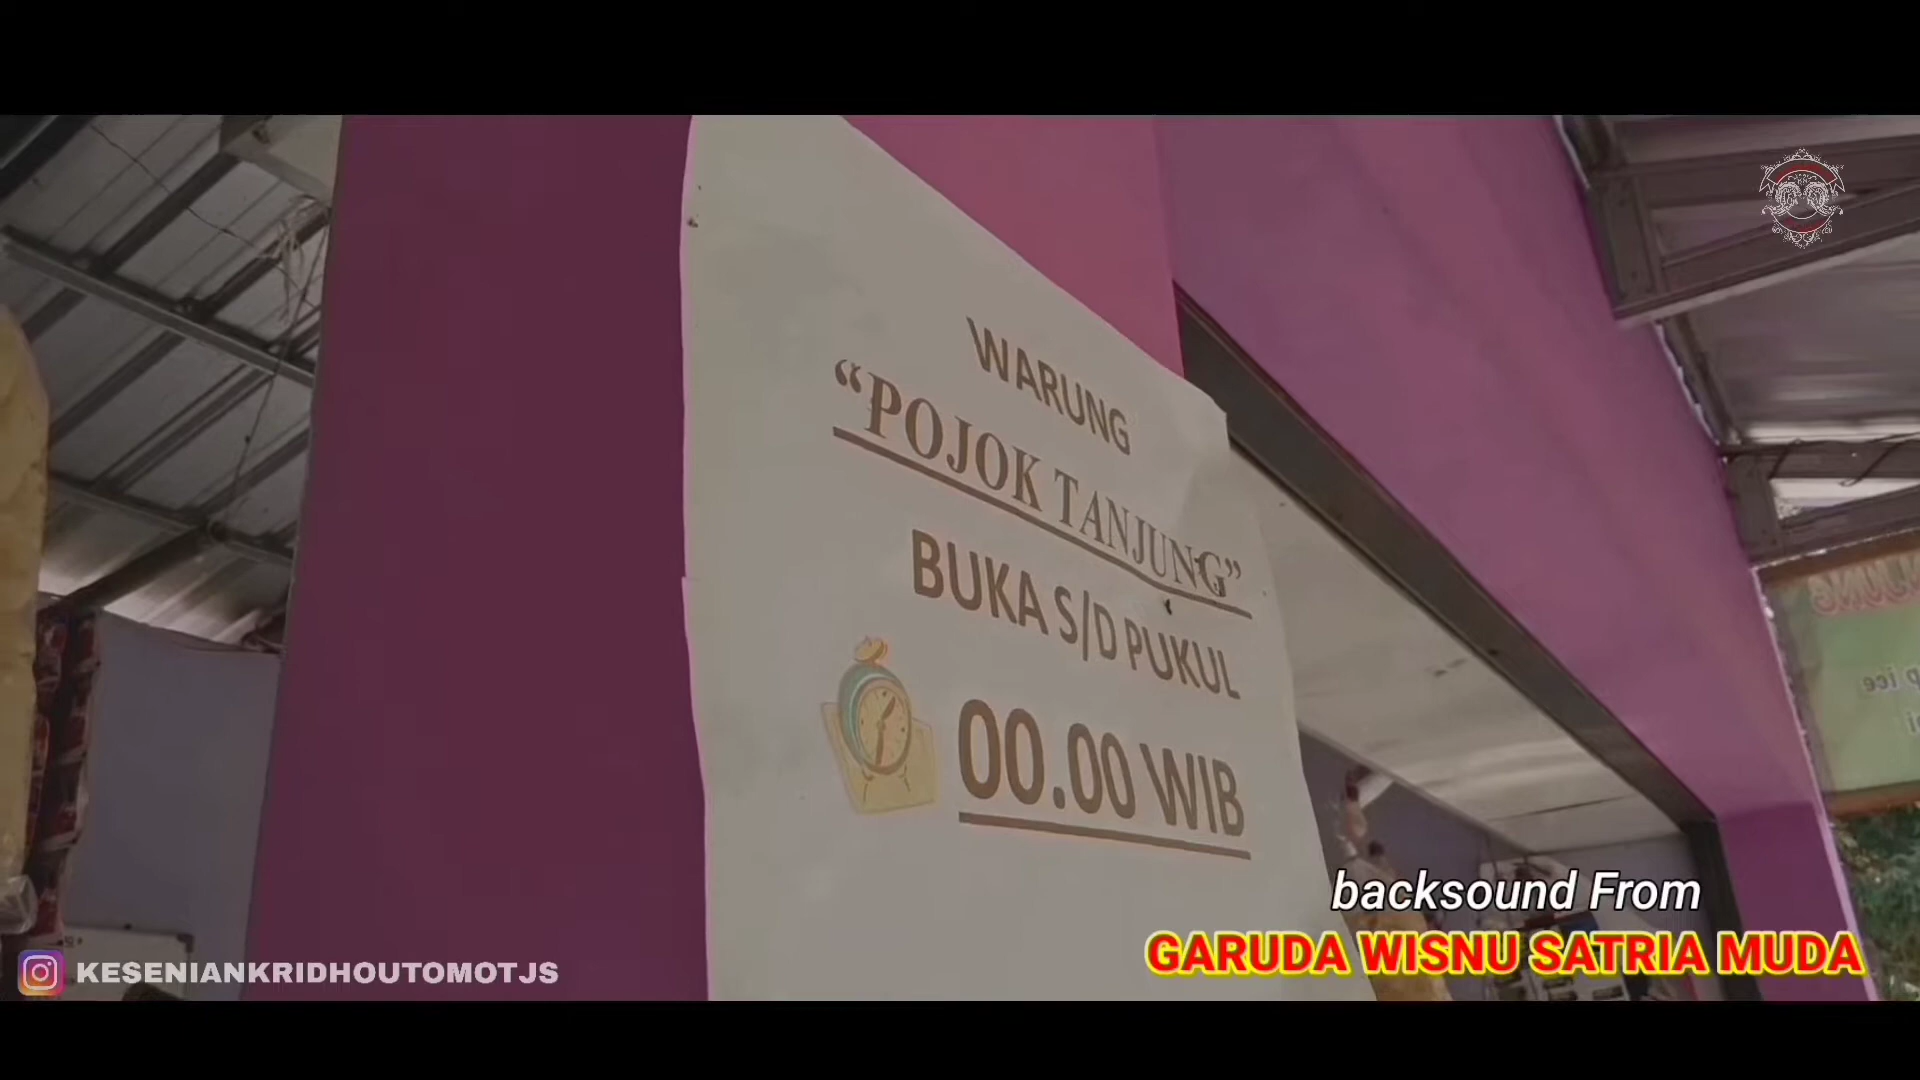 WARUNG
“POJOK TANJUNG”
BUKA S/D PUKUL
00.00 WIB
backsound From
GARUDA WISNU SATRIA MUDA
KESENIANKRIDHOUTOMOTJS